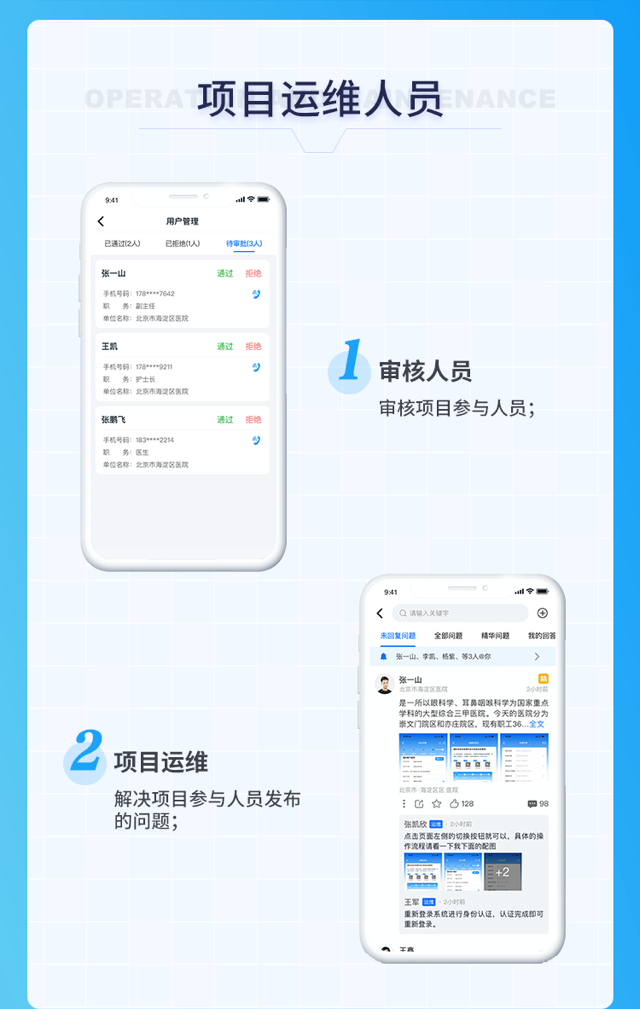 OPERATION MAINTENANCE
项目运维人员
9:41
用户管理
已通过(2人) 已拒绝(1人) 待审批(3人)
张一山 通过 拒绝
手机号码：178****7642
职 务：副主任
单位名称：北京市海淀区医院
王凯 通过 拒绝
手机号码：178****9211
职 务：护士长
单位名称：北京市海淀区医院
张鹏飞 通过 拒绝
手机号码：183****2214
职 务：医生
单位名称：北京市海淀区医院
1 审核人员
审核项目参与人员；
9:41
请输入关键字
未回复问题 全部问题 精华问题 我的回答
张一山、李凯、杨紫、等3人@你
张一山
北京市海淀区医院 2小时前
是一所以眼科学、耳鼻咽喉科学为国家重点
学科的大型综合三甲医院。今天的医院分为
崇文门院区和亦庄院区，现有职工36...全文
北京市·海淀区区 医院
128 98
张凯欣 运维 · 2小时前
点击页面左侧的切换按钮就可以，具体的操
作流程请看一下我下面的配图
+2
王军 运维 · 2小时前
重新登录系统进行身份认证，认证完成即可
重新登录。
2 项目运维
解决项目参与人员发布
的问题；